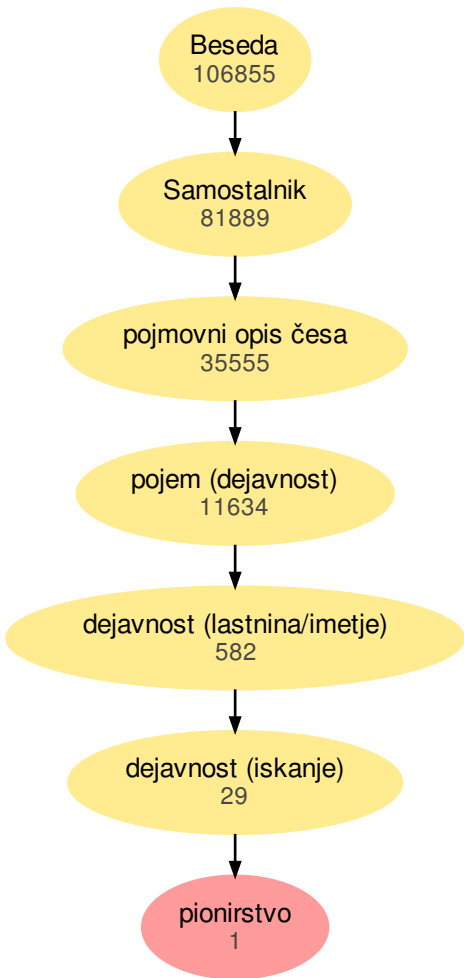 Beseda
106855
Samostalnik
81889
pojmovni opis česa
35555
pojem (dejavnost)
11634
dejavnost (lastnina/imetje)
582
dejavnost (iskanje)
29
pionirstvo
1